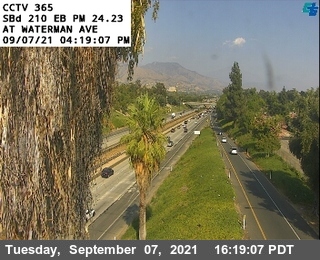 CCTV 365
SBd 210 EB PM 24.23
AT WATERMAN AVE
09/07/21 04:19:07 PM
Tuesday, September 07, 2021 16:19:07 PDT